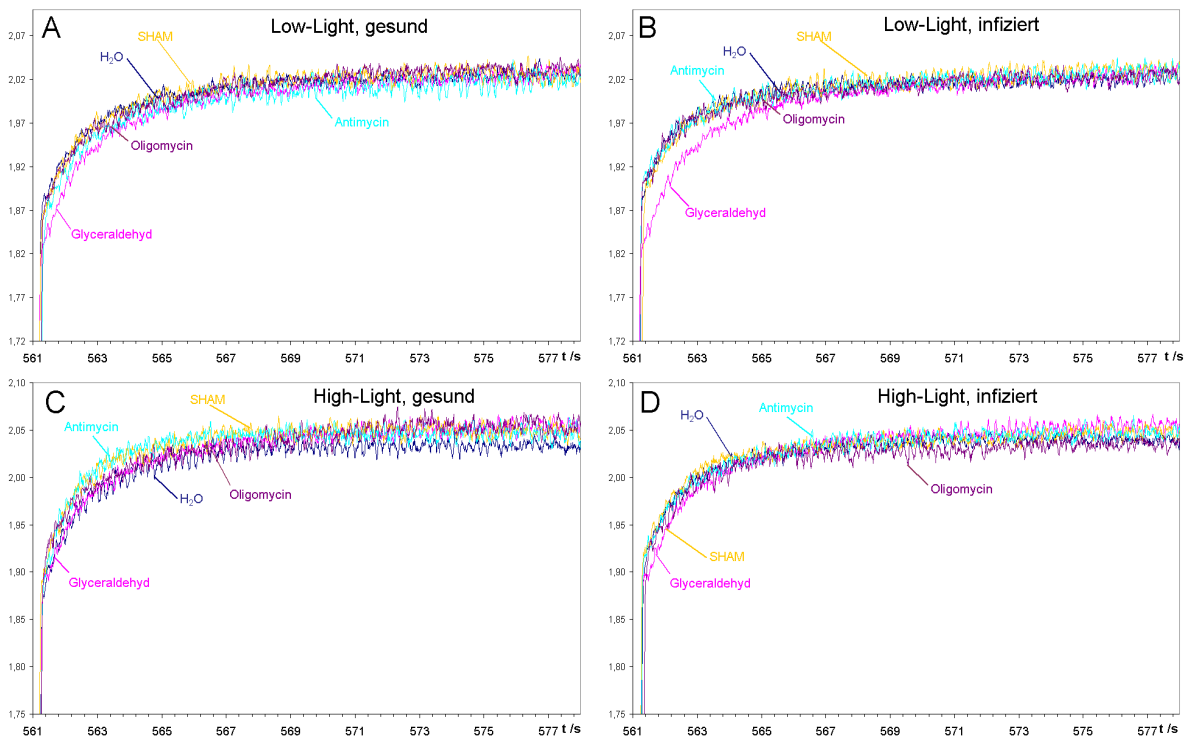 A
Low-Light, gesund
2,07
2,02
1,97
1,92
1,87
1,82
1,77
1,72
SHAM
H₂O
Antimycin
Oligomycin
Glyceraldehyd
561 563 565 567 569 571 573 575 577 t /s
B
Low-Light, infiziert
2,07
2,02
1,97
1,92
1,87
1,82
1,77
1,72
SHAM
H₂O
Antimycin
Oligomycin
Glyceraldehyd
561 563 565 567 569 571 573 575 577 t /s
C
High-Light, gesund
2,10
2,05
2,00
1,95
1,90
1,85
1,80
1,75
SHAM
Antimycin
Oligomycin
H₂O
Glyceraldehyd
561 563 565 567 569 571 573 575 577 t /s
D
High-Light, infiziert
2,10
2,05
2,00
1,95
1,90
1,85
1,80
1,75
Antimycin
H₂O
Oligomycin
SHAM
Glyceraldehyd
561 563 565 567 569 571 573 575 577 t /s